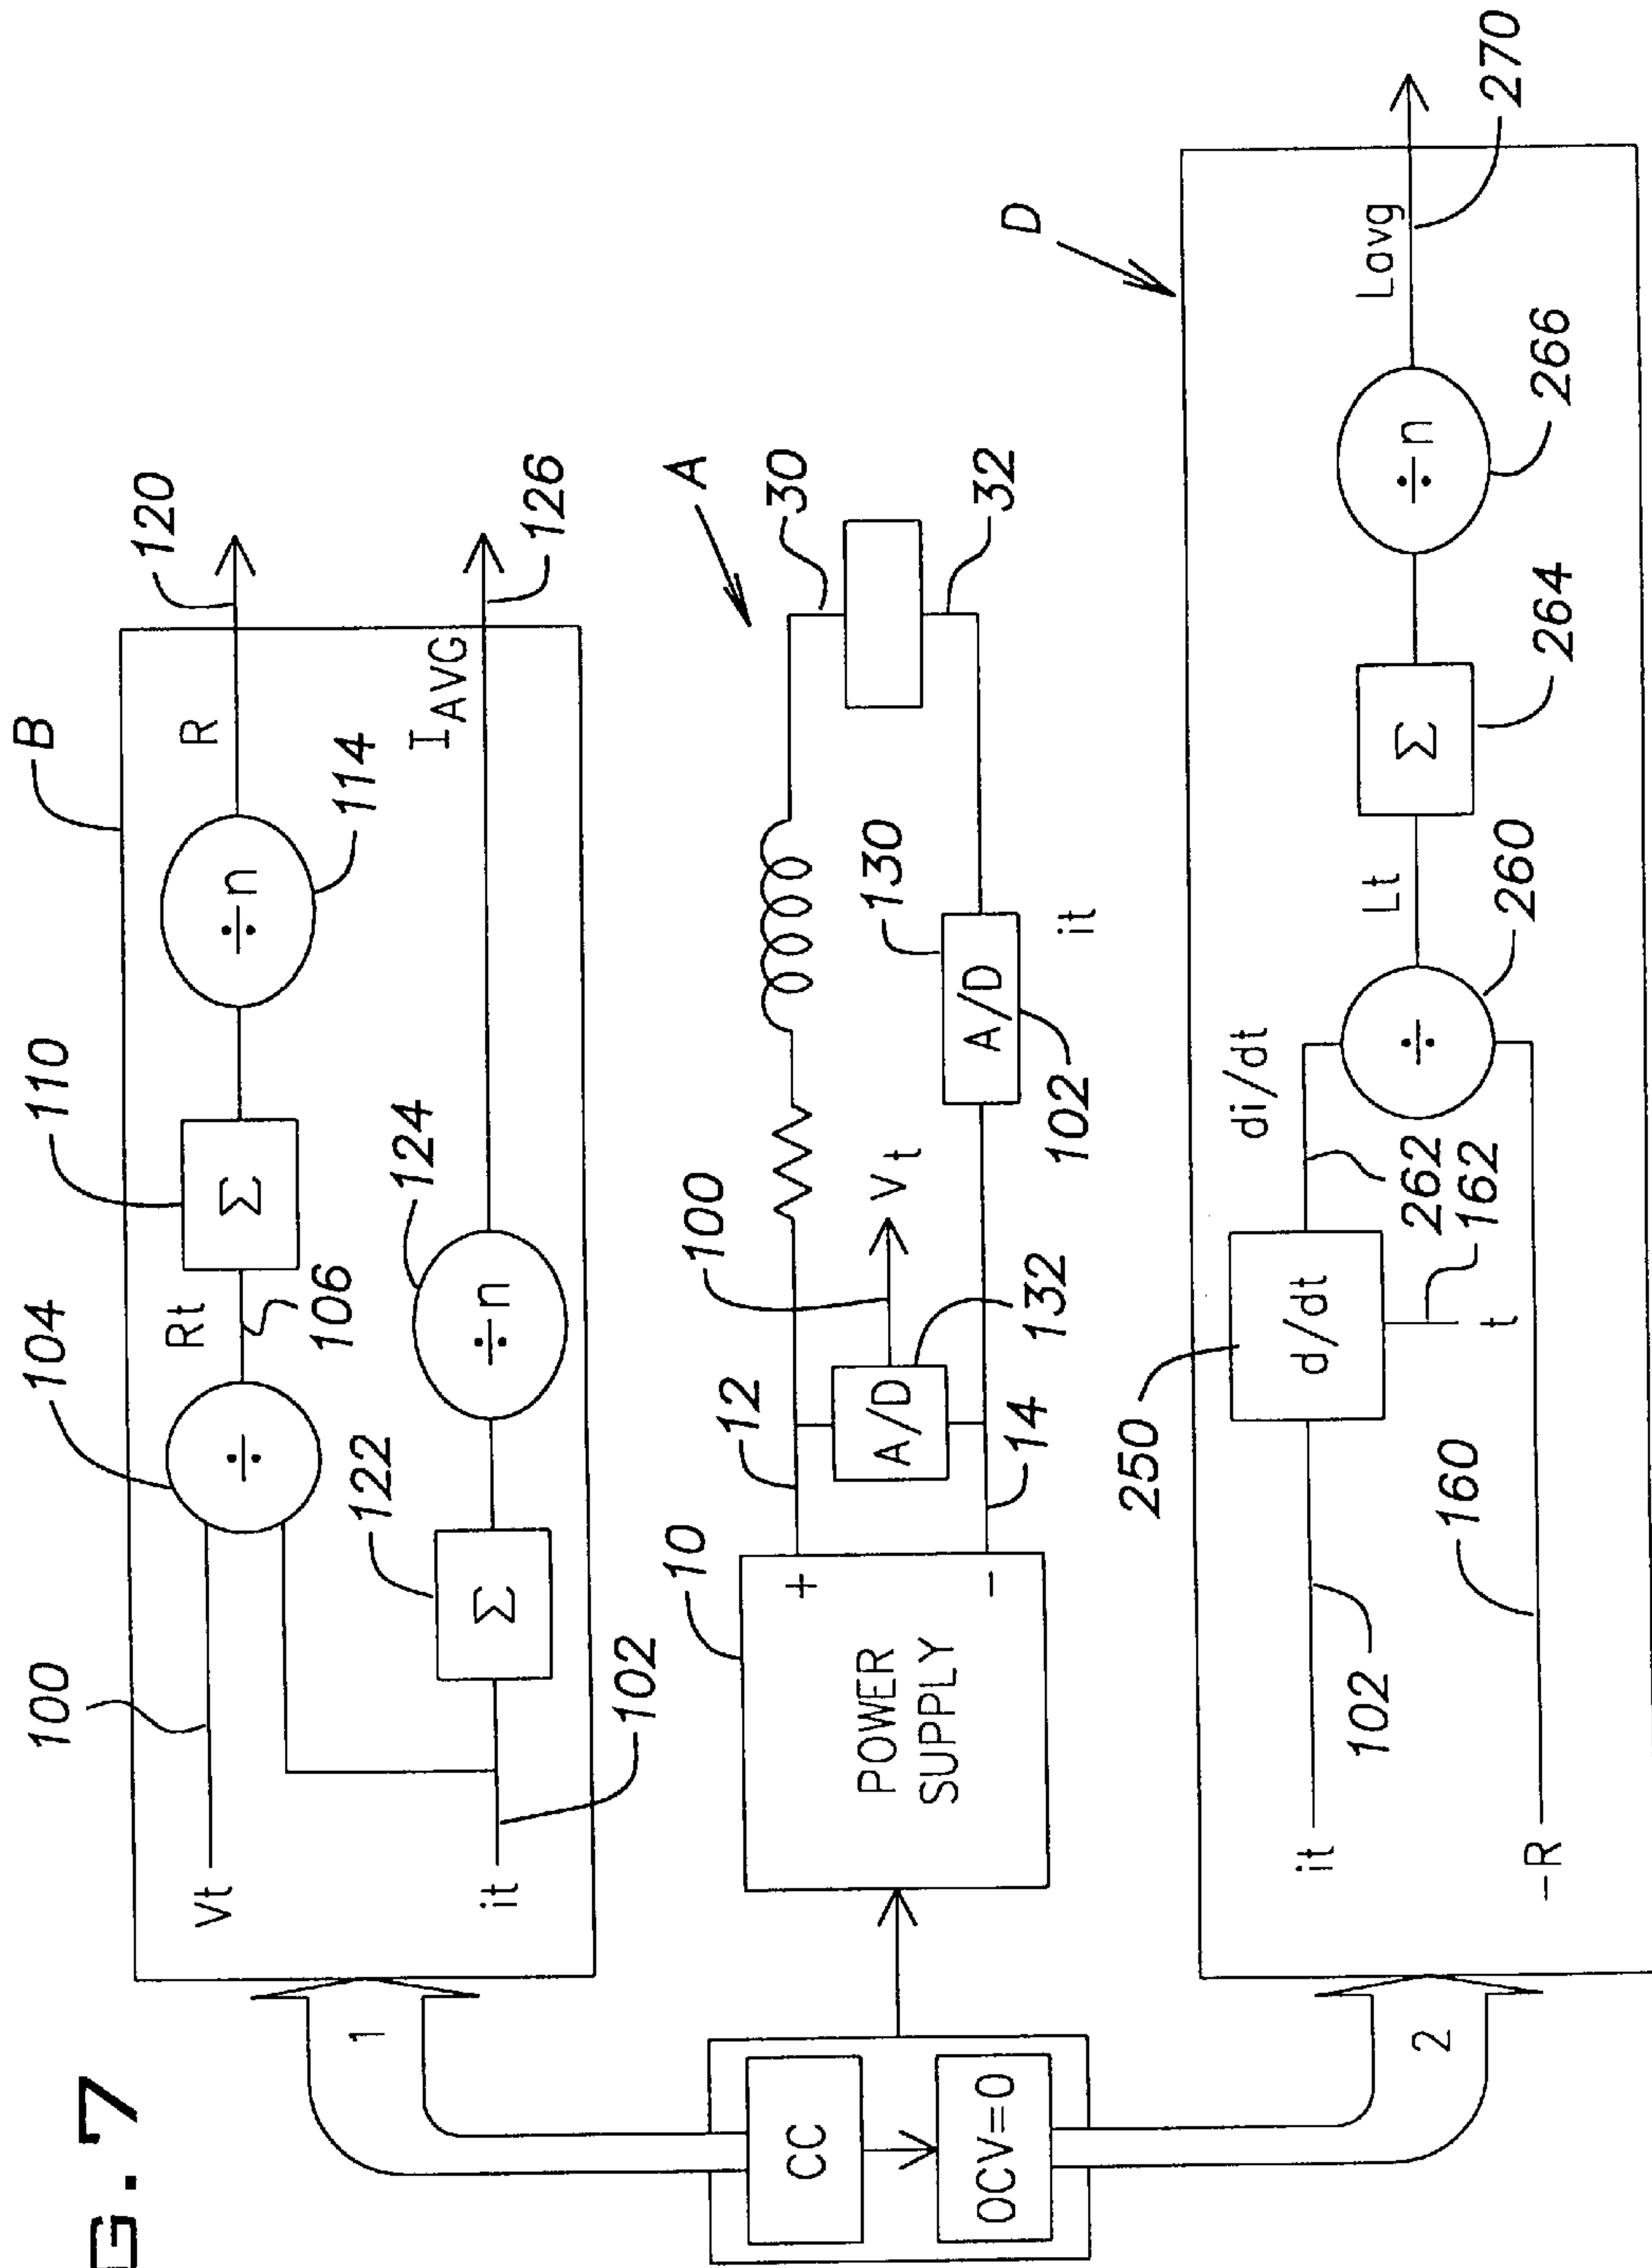 G.7
B
100
104
110
120
Vt
Rt
106
÷
Σ
÷n
R
114
122
124
126
it
Σ
÷n
IAVG
102
1
CC
OCV=0
2
10
POWER
SUPPLY
+
-
12
14
A/D
132
100
Vt
A/D
130
102
it
30
32
A
D
it
102
250
d/dt
162
t
262
di/dt
-R
160
÷
260
Lt
Σ
264
÷n
266
Lavg
270